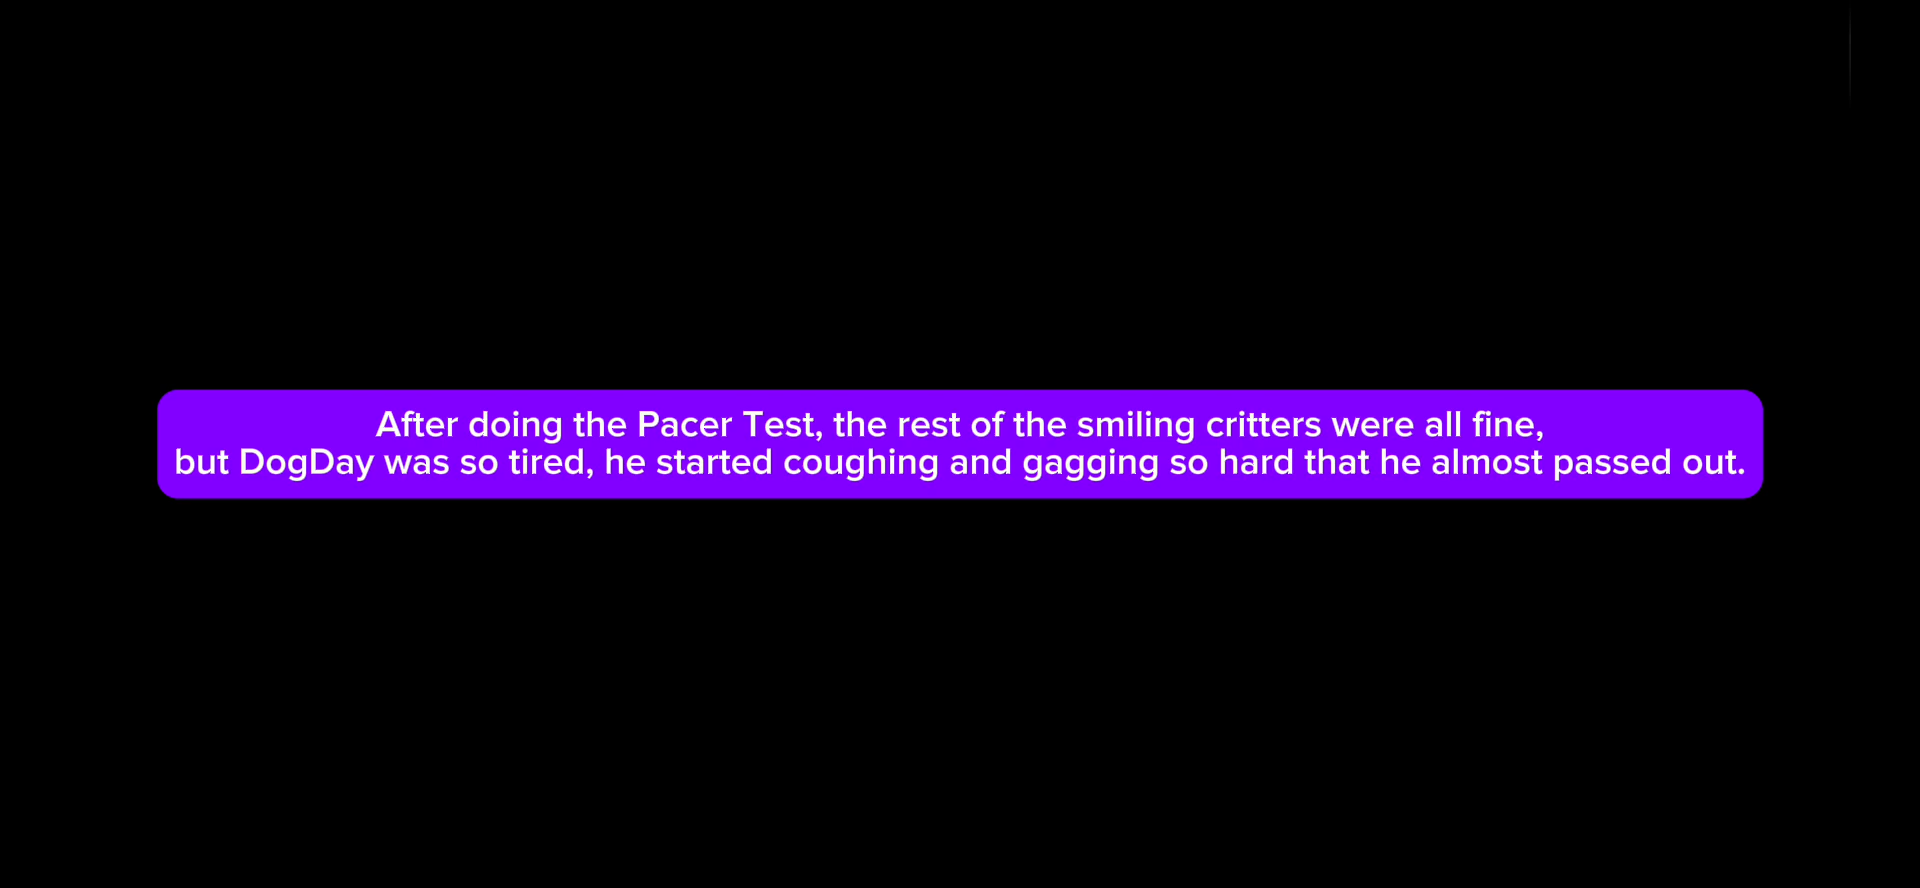 After doing the Pacer Test, the rest of the smiling critters were all fine,
but DogDay was so tired, he started coughing and gagging so hard that he almost passed out.